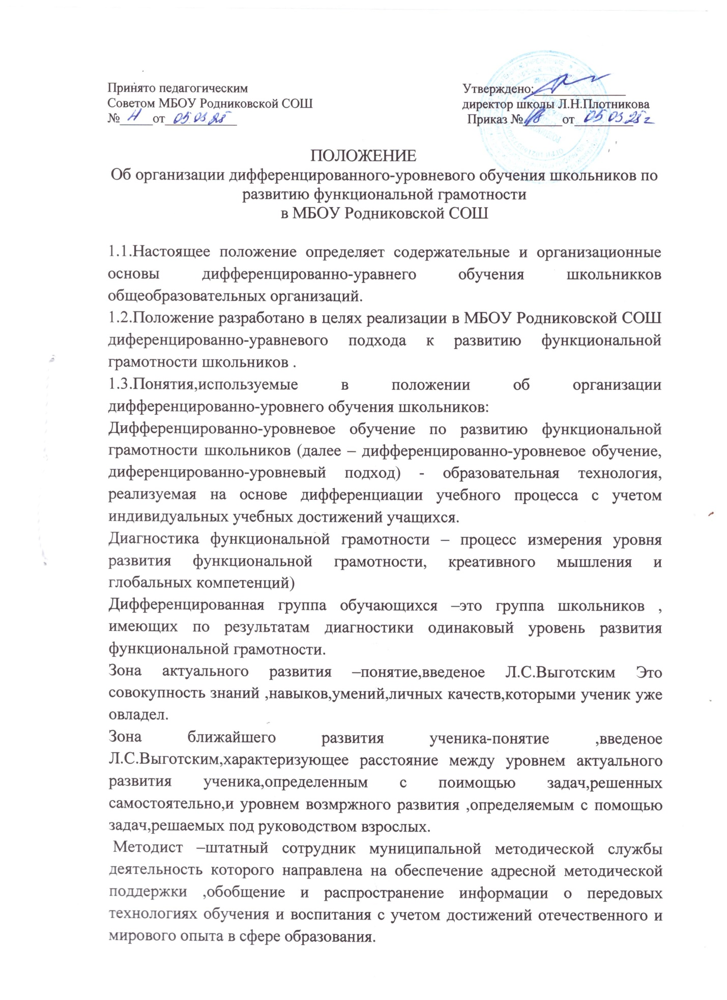 Принято педагогическим
Советом МБОУ Родниковской СОШ
№ 4 от 05 03 25
Утверждено:
директор школы Л.Н.Плотникова
Приказ № 18 от 05 03 25 г
ПОЛОЖЕНИЕ
Об организации дифференцированного-уровневого обучения школьников по
развитию функциональной грамотности
в МБОУ Родниковской СОШ
1.1.Настоящее положение определяет содержательные и организационные
основы дифференцированно-уравнего обучения школьникков
общеобразовательных организаций.
1.2.Положение разработано в целях реализации в МБОУ Родниковской СОШ
диференцированно-уравневого подхода к развитию функциональной
грамотности школьников .
1.3.Понятия,используемые в положении об организации
дифференцированно-уровнего обучения школьников:
Дифференцированно-уровневое обучение по развитию функциональной
грамотности школьников (далее – дифференцированно-уровневое обучение,
диференцированно-уровневый подход) - образовательная технология,
реализуемая на основе дифференциации учебного процесса с учетом
индивидуальных учебных достижений учащихся.
Диагностика функциональной грамотности – процесс измерения уровня
развития функциональной грамотности, креативного мышления и
глобальных компетенций)
Дифференцированная группа обучающихся –это группа школьников ,
имеющих по результатам диагностики одинаковый уровень развития
функциональной грамотности.
Зона актуального развития –понятие,введеное Л.С.Выготским Это
совокупность знаний ,навыков,умений,личных качеств,которыми ученик уже
овладел.
Зона ближайшего развития ученика-понятие ,введеное
Л.С.Выготским,характеризующее расстояние между уровнем актуального
развития ученика,определенным с поимощью задач,решенных
самостоятельно,и уровнем возмржного развития ,определяемым с помощью
задач,решаемых под руководством взрослых.
Методист –штатный сотрудник муниципальной методической службы
деятельность которого направлена на обеспечение адресной методической
поддержки ,обобщение и распространение информации о передовых
технологиях обучения и воспитания с учетом достижений отечественного и
мирового опыта в сфере образования.